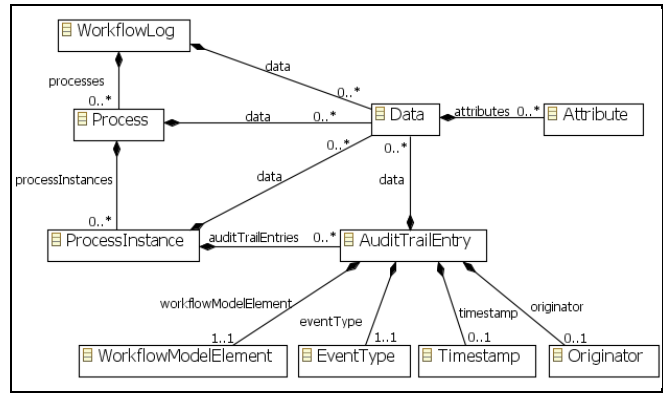 WorkflowLog
data
processes
0..*
0..*
Process
data
0..*
Data
attributes
0..*
Attribute
0..*
0..*
processInstances
data
data
0..*
ProcessInstance
auditTrailEntries
0..*
AuditTrailEntry
workflowModelElement
eventType
timestamp
originator
1..1
1..1
0..1
0..1
WorkflowModelElement
EventType
Timestamp
Originator